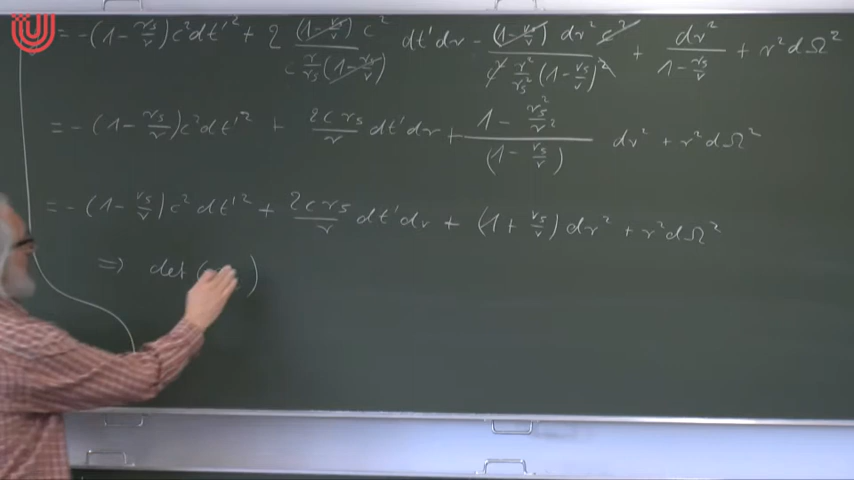 = -(1 - r_s/r) c² dt'² + 2 (1 - r_s/r) c² / (c r/r_s (1 - r_s/r)) dt' dr - (1 - r_s/r) dr² c² / (c² r²/r_s² (1 - r_s/r)²) + dr² / (1 - r_s/r) + r² dΩ²
= -(1 - r_s/r) c² dt'² + 2 c r_s / r dt' dr + (1 - r_s²/r²) / (1 - r_s/r) dr² + r² dΩ²
= -(1 - r_s/r) c² dt'² + 2 c r_s / r dt' dr + (1 + r_s/r) dr² + r² dΩ²
⇒ det ( )